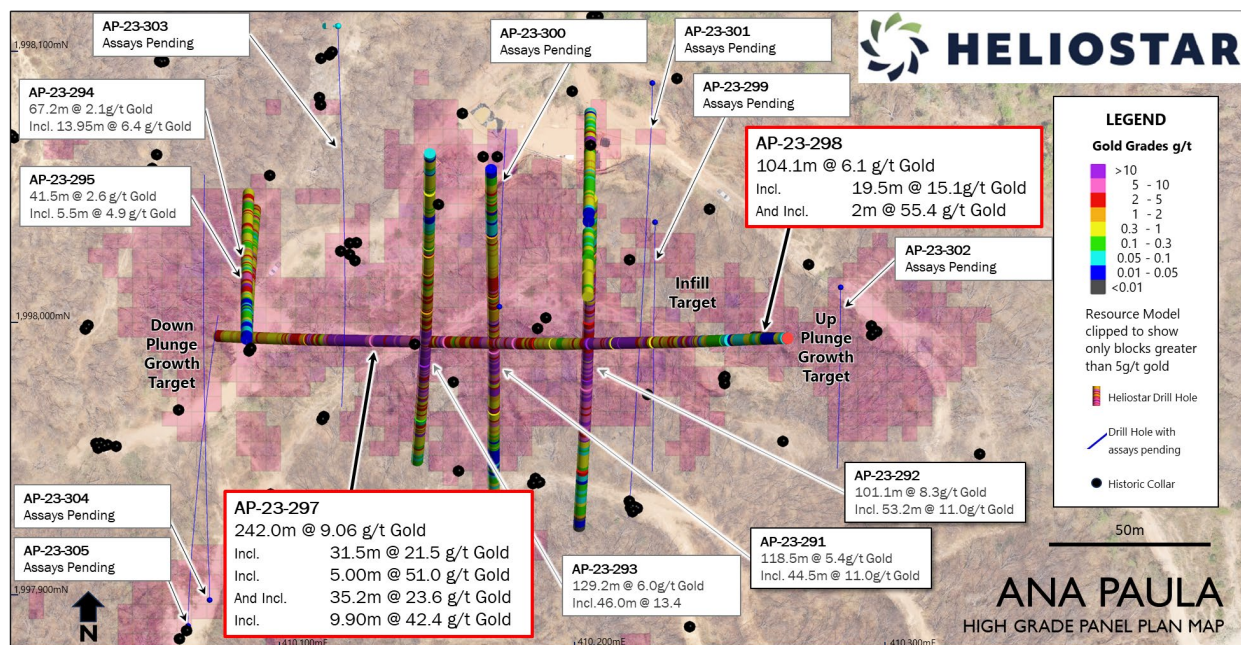 AP-23-303
Assays Pending
AP-23-300
Assays Pending
AP-23-301
Assays Pending
HELIOSTAR
1,998,100mN
AP-23-294
67.2m @ 2.1g/t Gold
Incl. 13.95m @ 6.4 g/t Gold
AP-23-299
Assays Pending
AP-23-298
104.1m @ 6.1 g/t Gold
Incl. 19.5m @ 15.1g/t Gold
And Incl. 2m @ 55.4 g/t Gold
AP-23-295
41.5m @ 2.6 g/t Gold
Incl. 5.5m @ 4.9 g/t Gold
AP-23-302
Assays Pending
LEGEND
Gold Grades g/t
>10
5 - 10
2 - 5
1 - 2
0.3 - 1
0.1 - 0.3
0.05 - 0.1
0.01 - 0.05
<0.01
Resource Model
clipped to show
only blocks greater
than 5g/t gold
Heliostar Drill Hole
Drill Hole with
assays pending
Historic Collar
1,998,000mN
Down
Plunge
Growth
Target
Infill
Target
Up
Plunge
Growth
Target
AP-23-304
Assays Pending
AP-23-305
Assays Pending
1,997,900mN
N
AP-23-297
242.0m @ 9.06 g/t Gold
Incl. 31.5m @ 21.5 g/t Gold
Incl. 5.00m @ 51.0 g/t Gold
And Incl. 35.2m @ 23.6 g/t Gold
Incl. 9.90m @ 42.4 g/t Gold
AP-23-293
129.2m @ 6.0g/t Gold
Incl.46.0m @ 13.4
AP-23-291
118.5m @ 5.4g/t Gold
Incl. 44.5m @ 11.0g/t Gold
AP-23-292
101.1m @ 8.3g/t Gold
Incl. 53.2m @ 11.0g/t Gold
50m
ANA PAULA
HIGH GRADE PANEL PLAN MAP
410,100mE
410,200mE
410,300mE